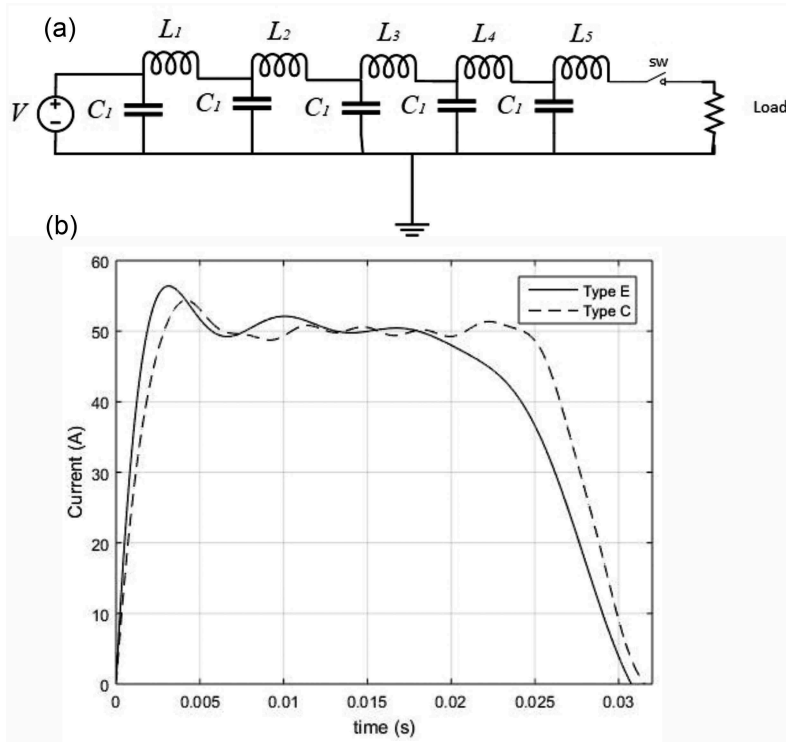 (a)
L1 L2 L3 L4 L5
sw
V + − C1 C1 C1 C1 C1 Load
(b)
60
50
40
30
20
10
0
Current (A)
Type E
Type C
0 0.005 0.01 0.015 0.02 0.025 0.03
time (s)